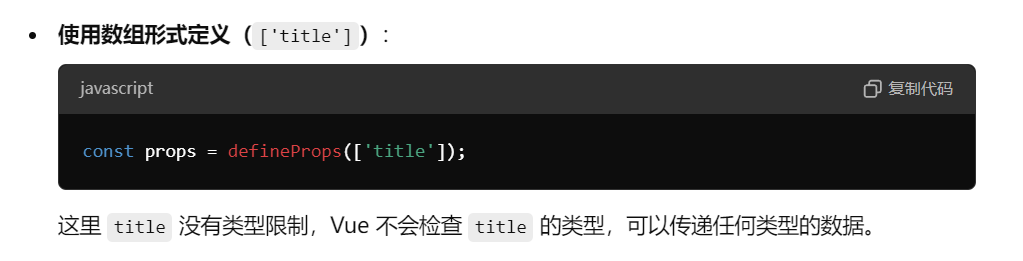 使用数组形式定义（['title']）：
javascript 复制代码
const props = defineProps(['title']);
这里 title 没有类型限制，Vue 不会检查 title 的类型，可以传递任何类型的数据。